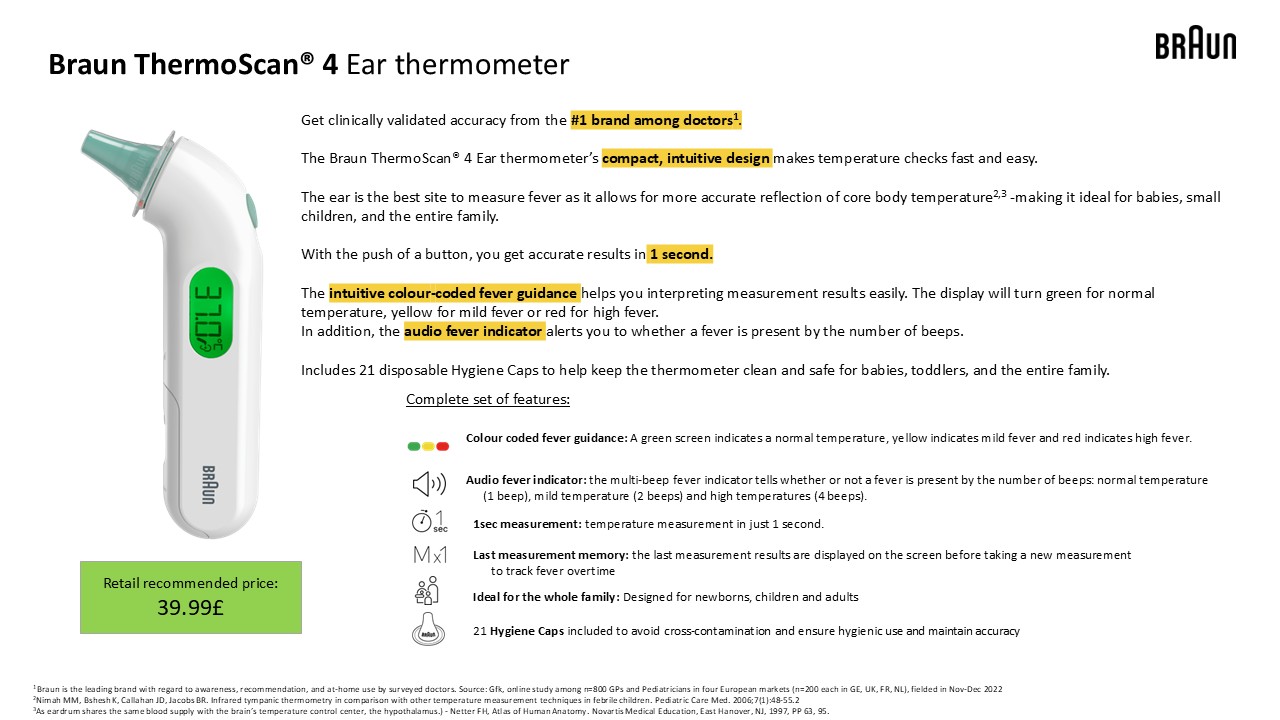 BRAUN
Braun ThermoScan® 4 Ear thermometer
Get clinically validated accuracy from the #1 brand among doctors¹.
The Braun ThermoScan® 4 Ear thermometer's compact, intuitive design makes temperature checks fast and easy.
The ear is the best site to measure fever as it allows for more accurate reflection of core body temperature²,³ -making it ideal for babies, small
children, and the entire family.
With the push of a button, you get accurate results in 1 second.
The intuitive colour-coded fever guidance helps you interpreting measurement results easily. The display will turn green for normal
temperature, yellow for mild fever or red for high fever.
In addition, the audio fever indicator alerts you to whether a fever is present by the number of beeps.
Includes 21 disposable Hygiene Caps to help keep the thermometer clean and safe for babies, toddlers, and the entire family.
37.0
°C
BRAUN
Retail recommended price:
39.99£
Complete set of features:
Colour coded fever guidance: A green screen indicates a normal temperature, yellow indicates mild fever and red indicates high fever.
Audio fever indicator: the multi-beep fever indicator tells whether or not a fever is present by the number of beeps: normal temperature
(1 beep), mild temperature (2 beeps) and high temperatures (4 beeps).
1 sec
1sec measurement: temperature measurement in just 1 second.
Mx1
Last measurement memory: the last measurement results are displayed on the screen before taking a new measurement
to track fever overtime
Ideal for the whole family: Designed for newborns, children and adults
BRAUN
21 Hygiene Caps included to avoid cross-contamination and ensure hygienic use and maintain accuracy
¹Braun is the leading brand with regard to awareness, recommendation, and at-home use by surveyed doctors. Source: Gfk, online study among n=800 GPs and Pediatricians in four European markets (n=200 each in GE, UK, FR, NL), fielded in Nov-Dec 2022
²Nimah MM, Bshesh K, Callahan JD, Jacobs BR. Infrared tympanic thermometry in comparison with other temperature measurement techniques in febrile children. Pediatric Care Med. 2006;7(1):48-55.2
³As eardrum shares the same blood supply with the brain's temperature control center, the hypothalamus.) - Netter FH, Atlas of Human Anatomy. Novartis Medical Education, East Hanover, NJ, 1997, PP 63, 95.